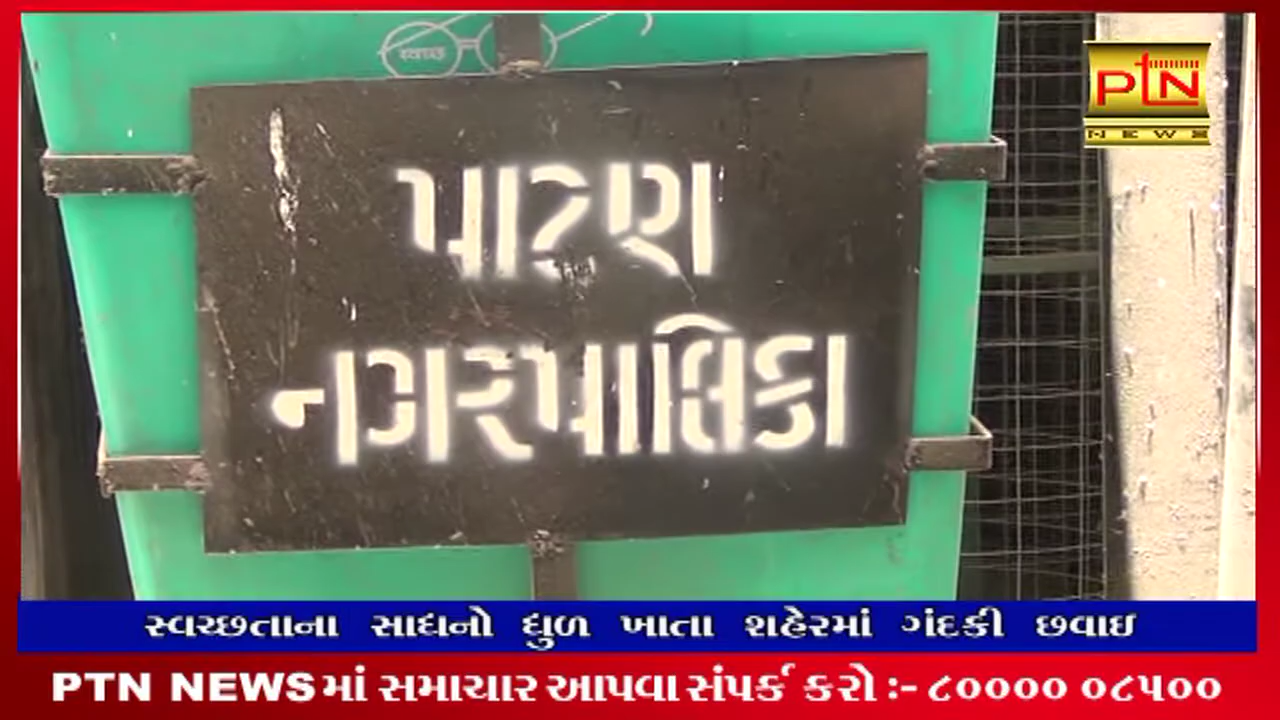 स्वच्छ
PTN
NEWS
પાટણ
નગરપાલિકા
સ્વચ્છતાના સાધનો ધુળ ખાતા શહેરમાં ગંદકી છવાઇ
PTN NEWSમાં સમાચાર આપવા સંપર્ક કરો :- ૮૦૦૦૦ ૦૮૫૦૦